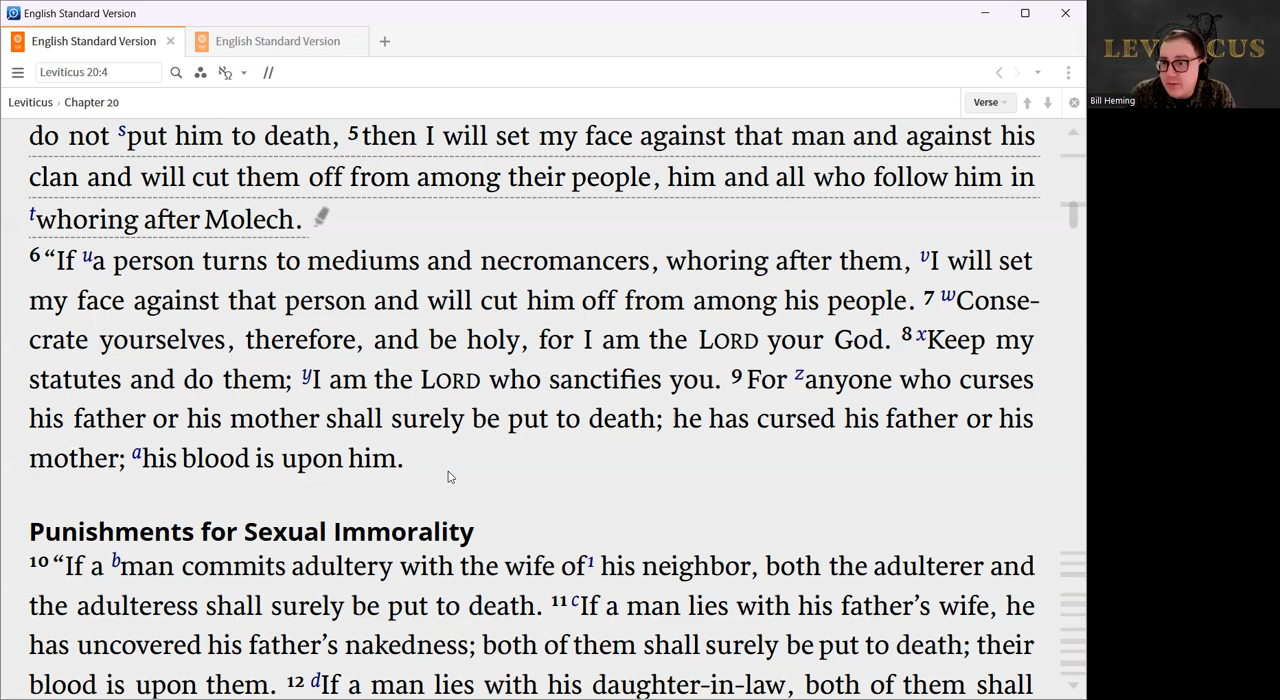 English Standard Version
English Standard Version
English Standard Version
Leviticus 20:4
Leviticus › Chapter 20
Verse
do not sput him to death, 5 then I will set my face against that man and against his
clan and will cut them off from among their people, him and all who follow him in
twhoring after Molech.
6 “If ua person turns to mediums and necromancers, whoring after them, vI will set
my face against that person and will cut him off from among his people. 7 wConse-
crate yourselves, therefore, and be holy, for I am the LORD your God. 8 xKeep my
statutes and do them; yI am the LORD who sanctifies you. 9 For zanyone who curses
his father or his mother shall surely be put to death; he has cursed his father or his
mother; ahis blood is upon him.
Punishments for Sexual Immorality
10 “If a bman commits adultery with the wife of1 his neighbor, both the adulterer and
the adulteress shall surely be put to death. 11 cIf a man lies with his father’s wife, he
has uncovered his father’s nakedness; both of them shall surely be put to death; their
blood is upon them. 12 dIf a man lies with his daughter-in-law, both of them shall
Bill Heming